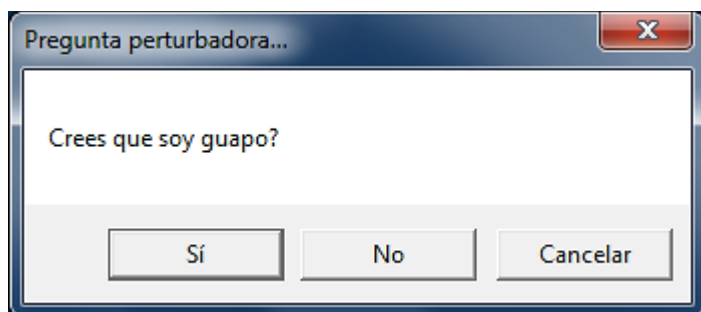 Pregunta perturbadora...
Crees que soy guapo?
Sí
No
Cancelar